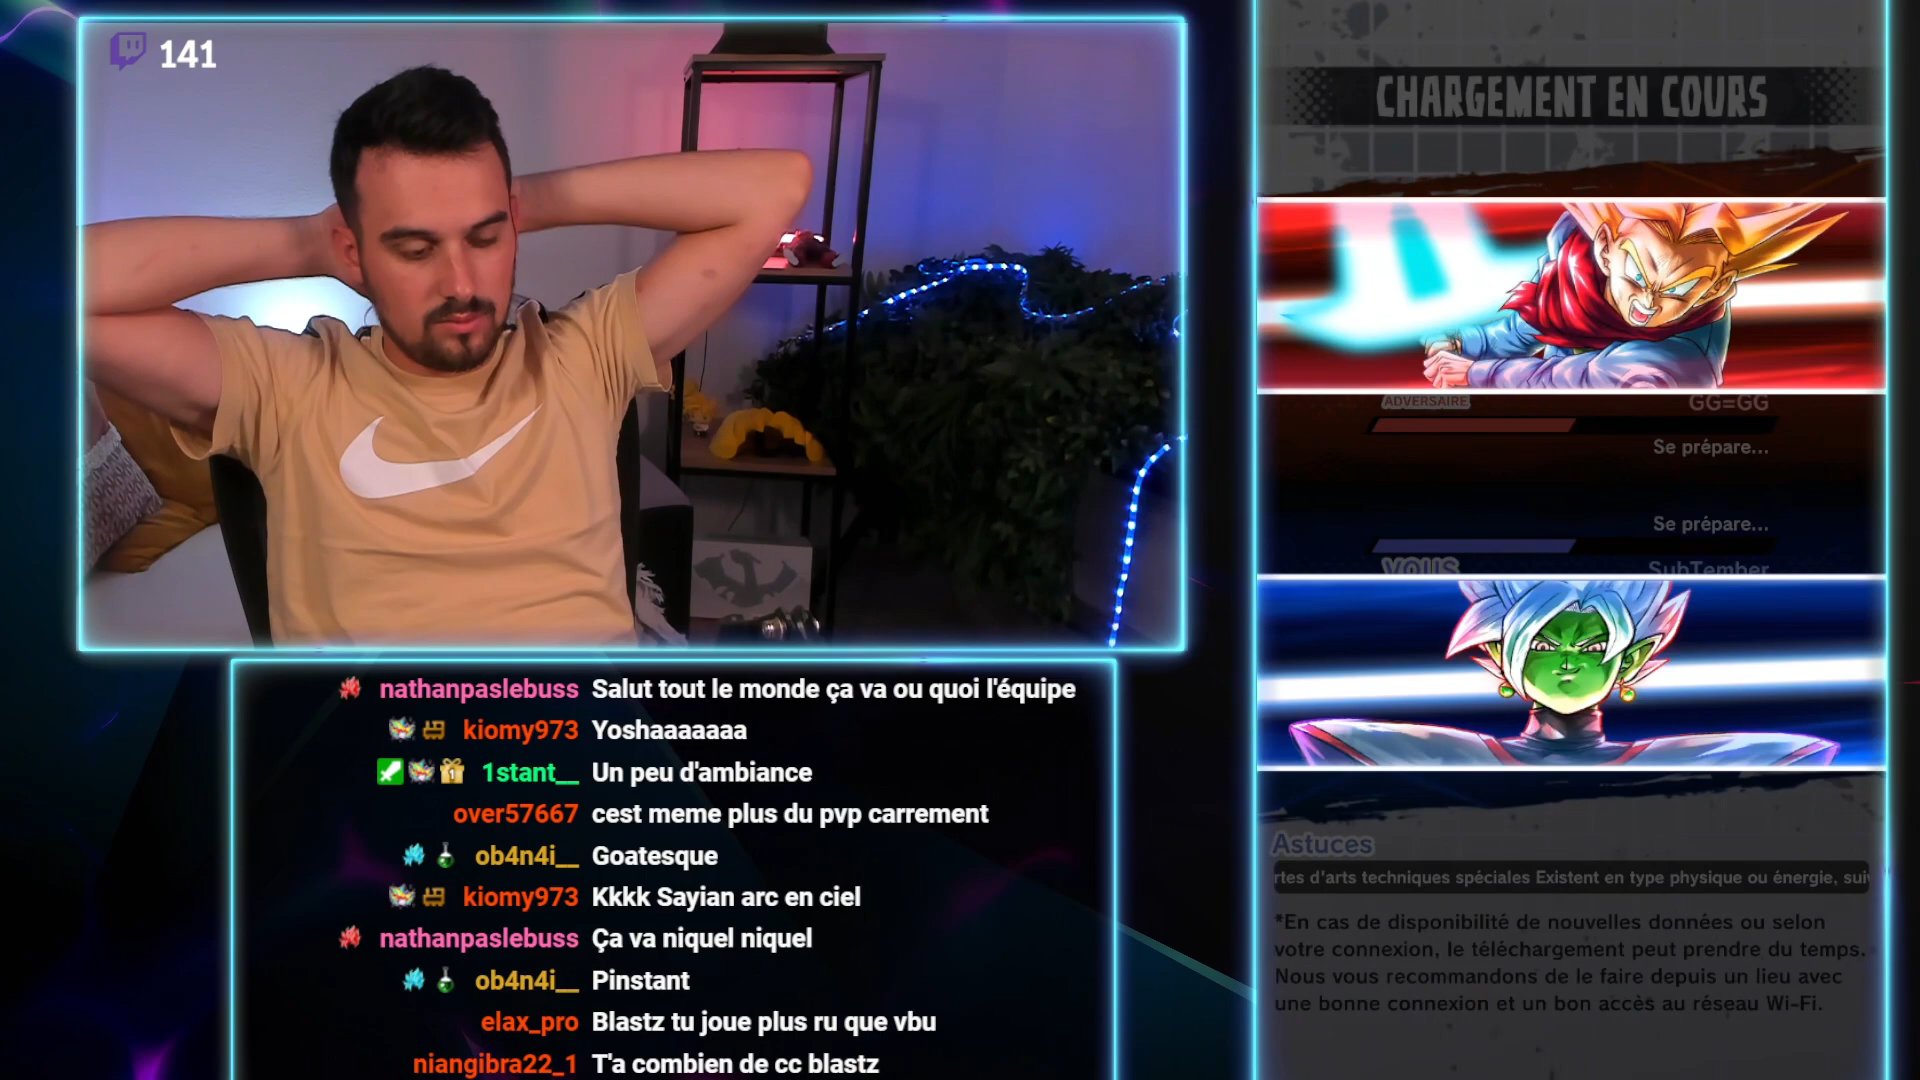 141
nathanpaslebuss Salut tout le monde ça va ou quoi l'équipe
kiomy973 Yoshaaaaaaa
1stant__ Un peu d'ambiance
over57667 cest meme plus du pvp carrement
ob4n4i__ Goatesque
kiomy973 Kkkk Sayian arc en ciel
nathanpaslebuss Ça va niquel niquel
ob4n4i__ Pinstant
elax_pro Blastz tu joue plus ru que vbu
niangibra22_1 T'a combien de cc blastz
CHARGEMENT EN COURS
ADVERSAIRE GG=GG
Se prépare...
Se prépare...
VOUS SubTember
Astuces
rtes d'arts techniques spéciales Existent en type physique ou énergie, suiv
*En cas de disponibilité de nouvelles données ou selon
votre connexion, le téléchargement peut prendre du temps.
Nous vous recommandons de le faire depuis un lieu avec
une bonne connexion et un bon accès au réseau Wi-Fi.